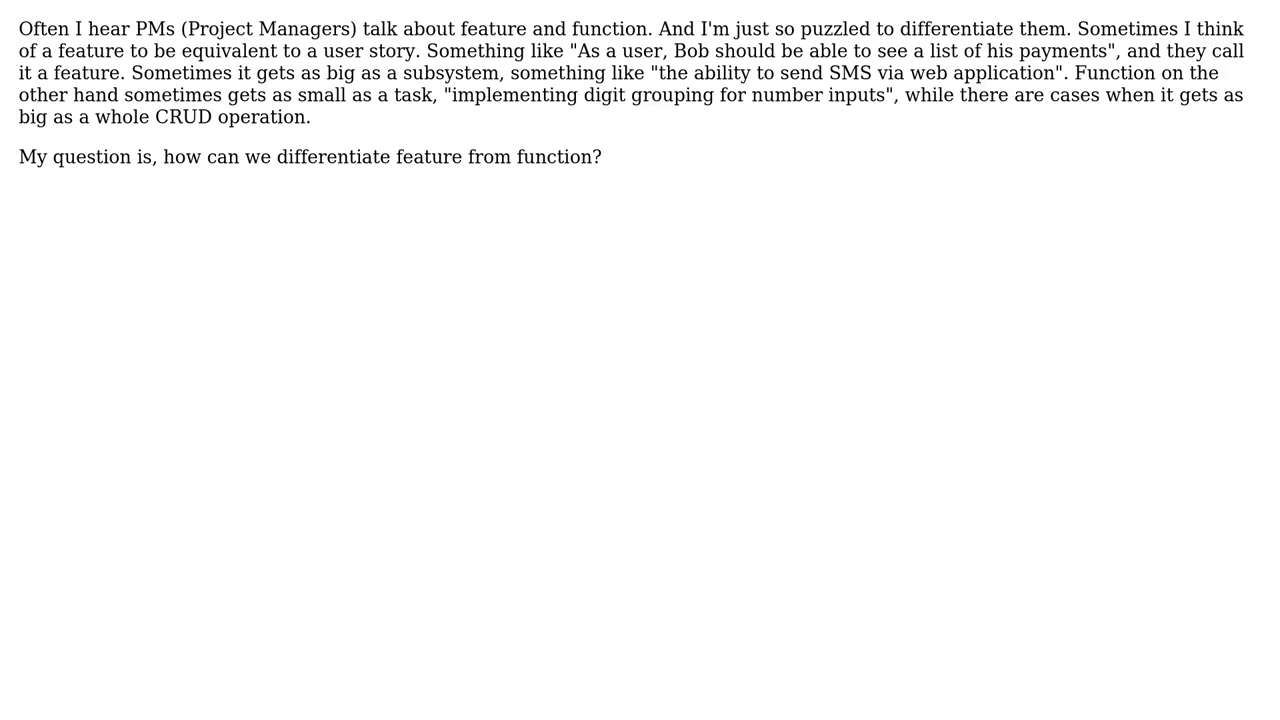 Often I hear PMs (Project Managers) talk about feature and function. And I'm just so puzzled to differentiate them. Sometimes I think
of a feature to be equivalent to a user story. Something like "As a user, Bob should be able to see a list of his payments", and they call
it a feature. Sometimes it gets as big as a subsystem, something like "the ability to send SMS via web application". Function on the
other hand sometimes gets as small as a task, "implementing digit grouping for number inputs", while there are cases when it gets as
big as a whole CRUD operation.
My question is, how can we differentiate feature from function?